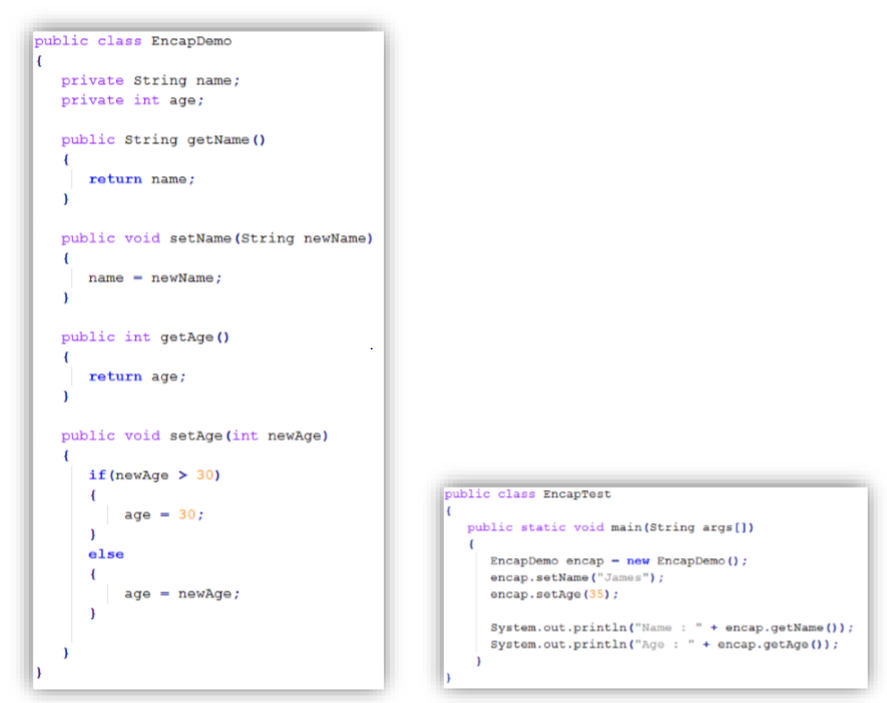 public class EncapDemo
{
private String name;
private int age;
public String getName()
{
return name;
}
public void setName(String newName)
{
name = newName;
}
public int getAge()
{
return age;
}
public void setAge(int newAge)
{
if(newAge > 30)
{
age = 30;
}
else
{
age = newAge;
}
}
}
public class EncapTest
{
public static void main(String args[])
{
EncapDemo encap = new EncapDemo();
encap.setName("James");
encap.setAge(35);
System.out.println("Name : " + encap.getName());
System.out.println("Age : " + encap.getAge());
}
}